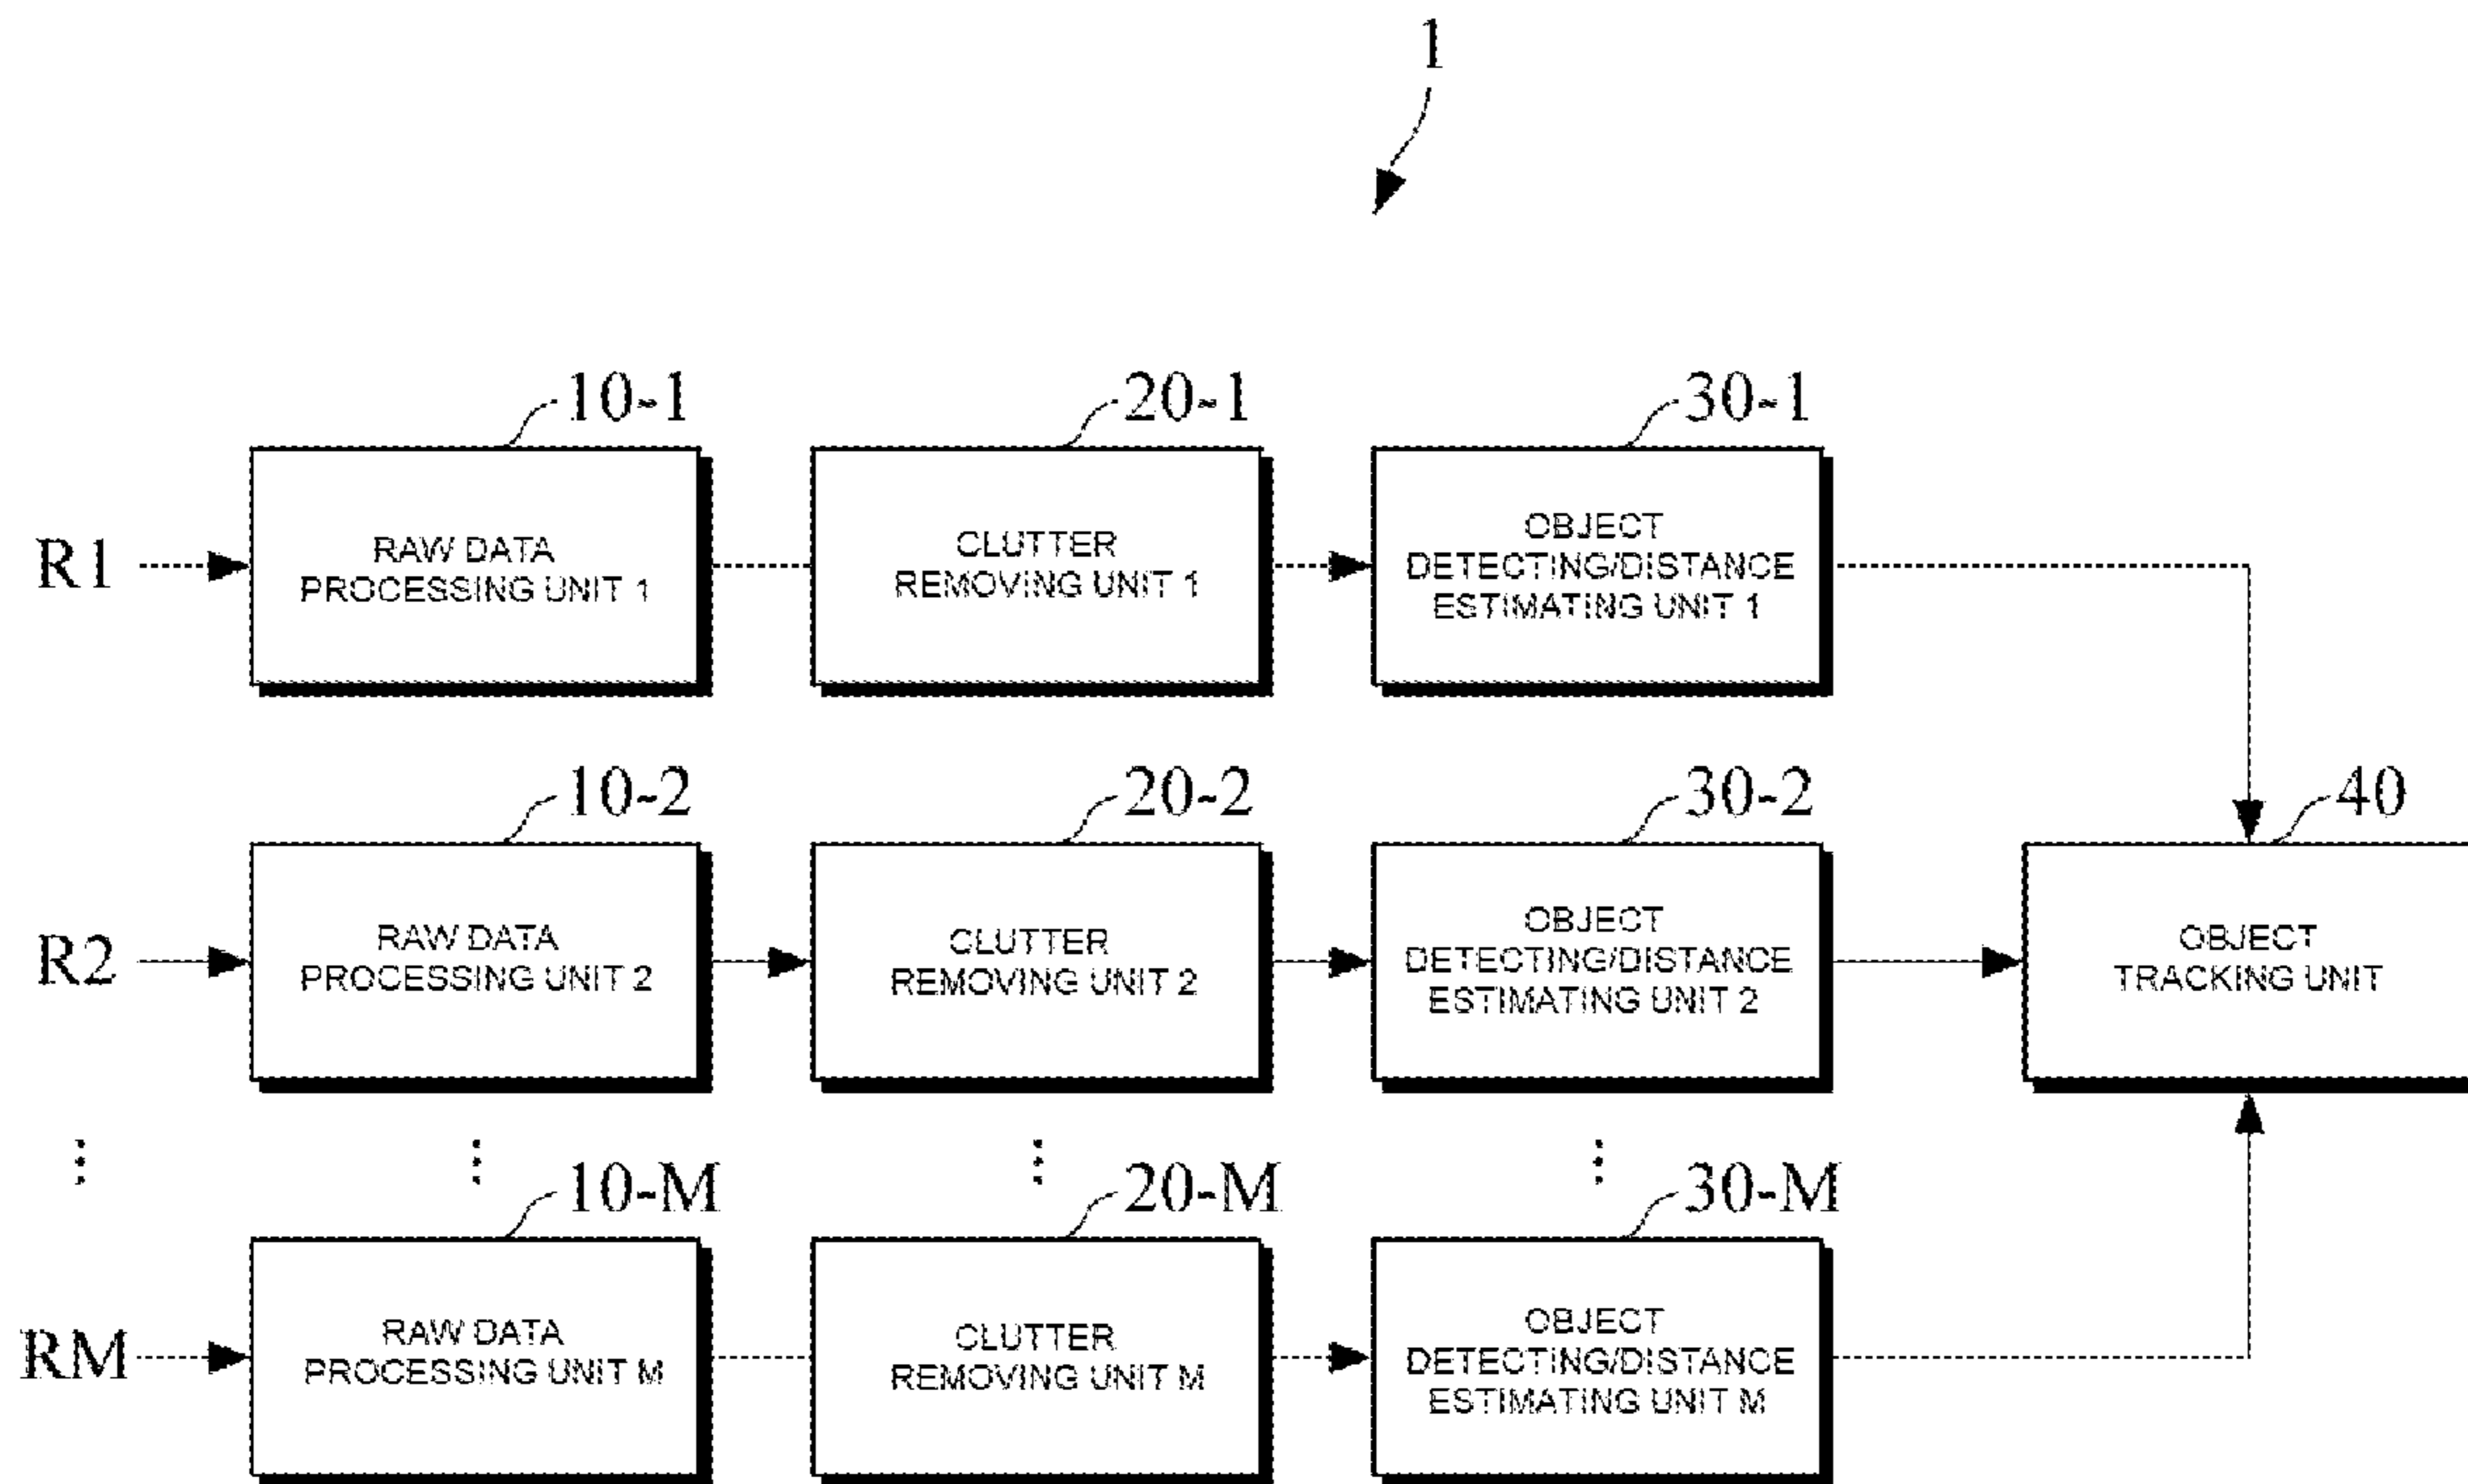 1
10-1
20-1
30-1
R1
RAW DATA
PROCESSING UNIT 1
CLUTTER
REMOVING UNIT 1
OBJECT
DETECTING/DISTANCE
ESTIMATING UNIT 1
10-2
20-2
30-2
40
R2
RAW DATA
PROCESSING UNIT 2
CLUTTER
REMOVING UNIT 2
OBJECT
DETECTING/DISTANCE
ESTIMATING UNIT 2
OBJECT
TRACKING UNIT
10-M
20-M
30-M
RM
RAW DATA
PROCESSING UNIT M
CLUTTER
REMOVING UNIT M
OBJECT
DETECTING/DISTANCE
ESTIMATING UNIT M